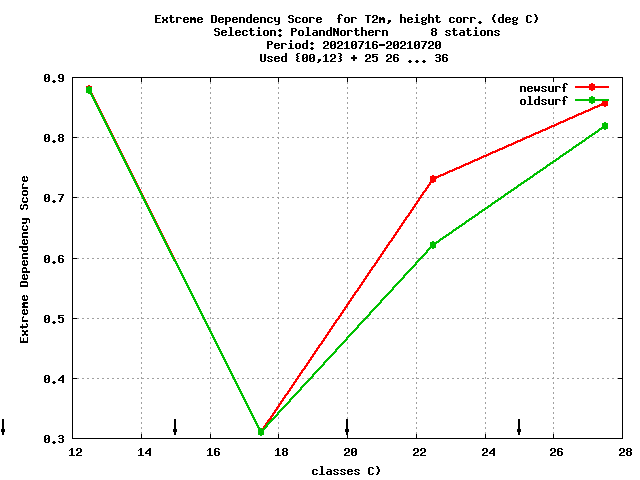 Extreme Dependency Score  for T2m, height corr. (deg C)
Selection: PolandNorthern      8 stations
Period: 20210716-20210720
Used {00,12} + 25 26 ... 36
newsurf
oldsurf
0.9
0.8
0.7
0.6
0.5
0.4
0.3
Extreme Dependency Score
12 14 16 18 20 22 24 26 28
classes C)